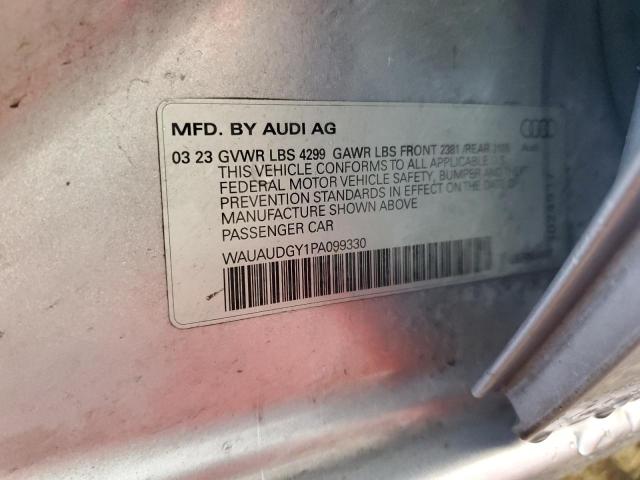 MFD. BY AUDI AG
03 23 GVWR LBS 4299 GAWR LBS FRONT 2381 /REAR
THIS VEHICLE CONFORMS TO ALL APPLICABLE U.S.
FEDERAL MOTOR VEHICLE SAFETY, BUMPER, AND THEFT
PREVENTION STANDARDS IN EFFECT ON THE DATE OF
MANUFACTURE SHOWN ABOVE
PASSENGER CAR
WAUAUDGY1PA099330
Audi